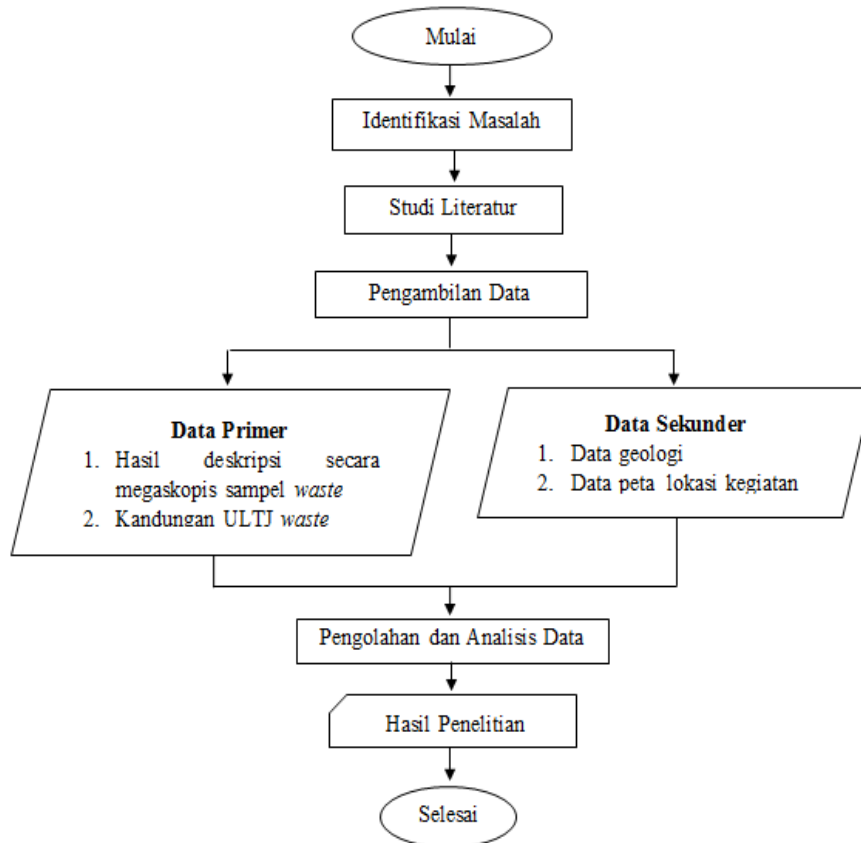 Mulai
Identifikasi Masalah
Studi Literatur
Pengambilan Data
Data Primer
1. Hasil deskripsi secara
megaskopis sampel waste
2. Kandungan ULTJ waste
Data Sekunder
1. Data geologi
2. Data peta lokasi kegiatan
Pengolahan dan Analisis Data
Hasil Penelitian
Selesai